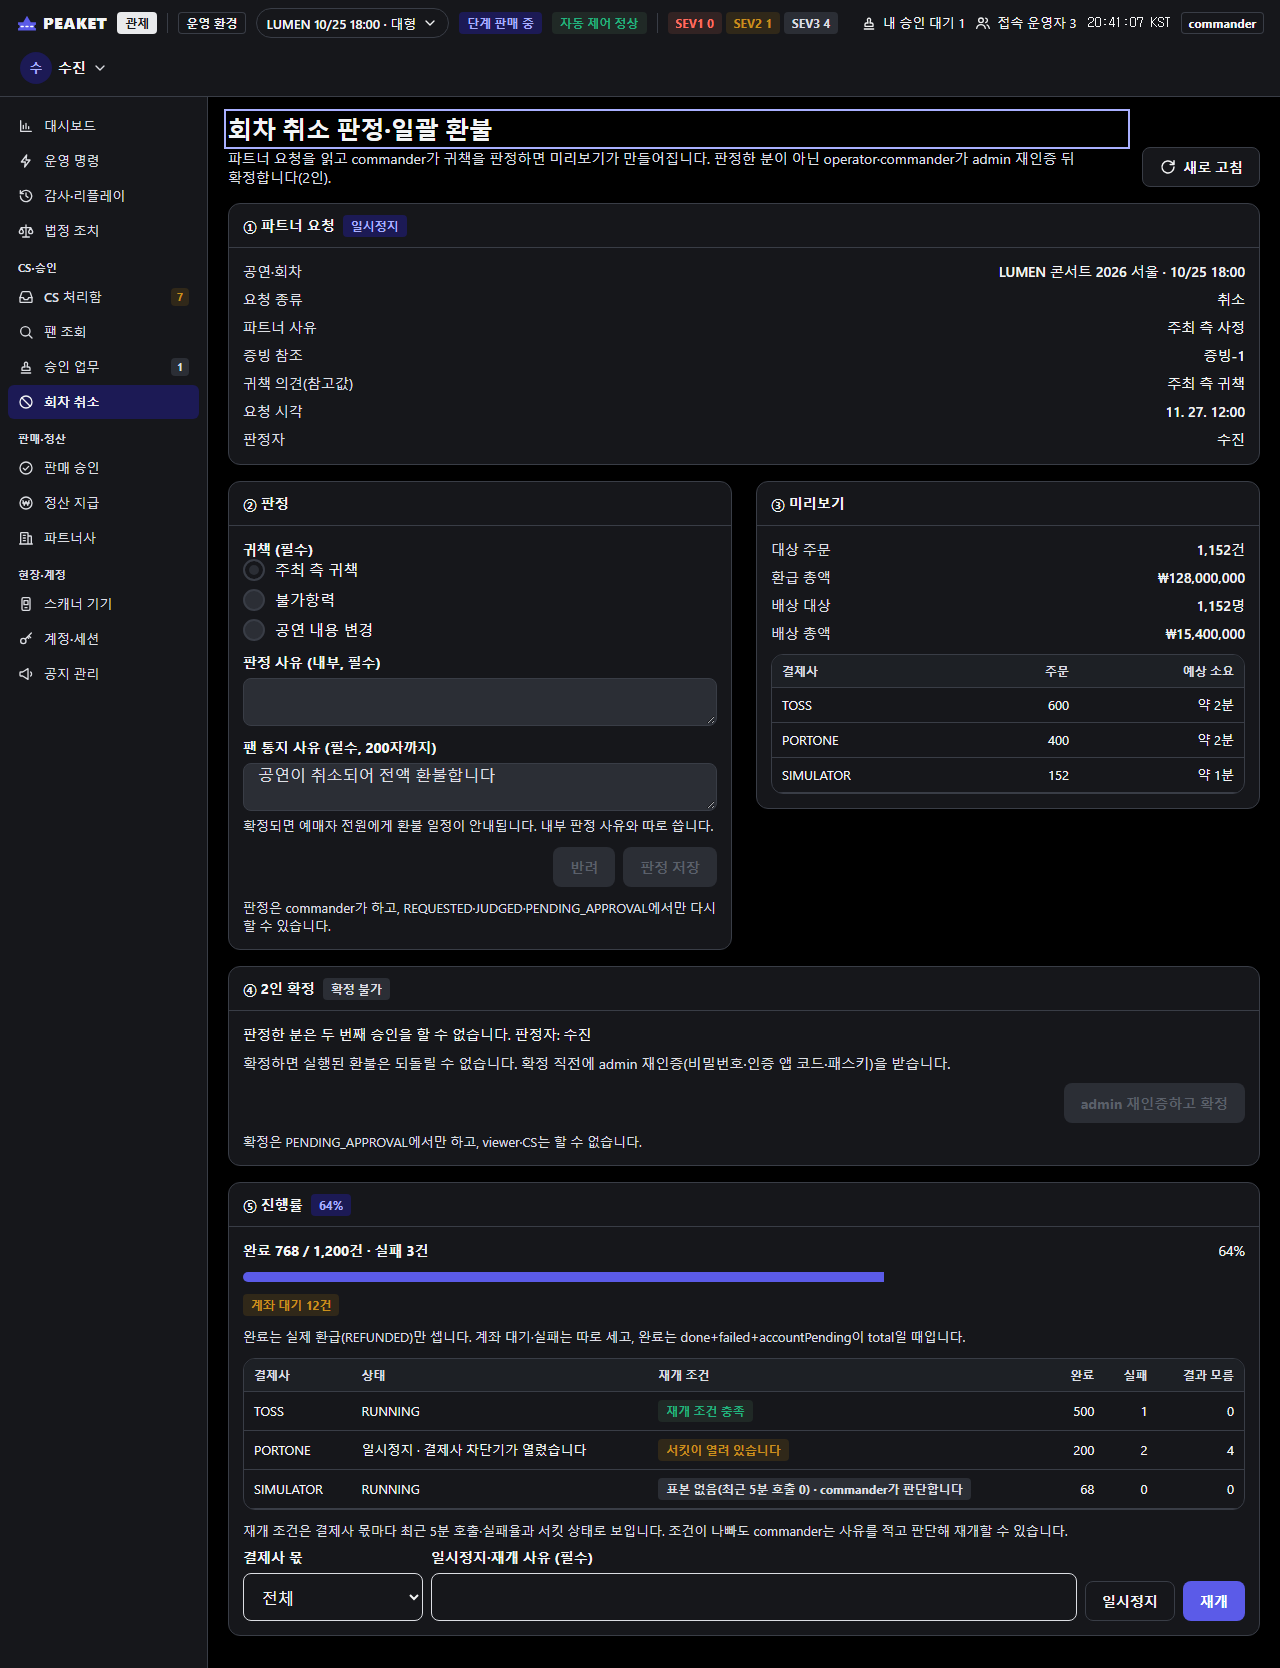 PEAKET 관제 운영 환경 LUMEN 10/25 18:00 · 대형 단계 판매 중 자동 제어 정상 SEV1 0 SEV2 1 SEV3 4 내 승인 대기 1 접속 운영자 3 20:41:07 KST commander
수 수진
대시보드
운영 명령
감사·리플레이
법정 조치
CS·승인
CS 처리함 7
팬 조회
승인 업무 1
회차 취소
판매·정산
판매 승인
정산 지급
파트너사
현장·계정
스캐너 기기
계정·세션
공지 관리
회차 취소 판정·일괄 환불
파트너 요청을 읽고 commander가 귀책을 판정하면 미리보기가 만들어집니다. 판정한 분이 아닌 operator·commander가 admin 재인증 뒤
확정합니다(2인).
새로 고침
① 파트너 요청 일시정지
공연·회차 LUMEN 콘서트 2026 서울 · 10/25 18:00
요청 종류 취소
파트너 사유 주최 측 사정
증빙 참조 증빙-1
귀책 의견(참고값) 주최 측 귀책
요청 시각 11. 27. 12:00
판정자 수진
② 판정
귀책 (필수)
주최 측 귀책
불가항력
공연 내용 변경
판정 사유 (내부, 필수)
팬 통지 사유 (필수, 200자까지)
공연이 취소되어 전액 환불합니다
확정되면 예매자 전원에게 환불 일정이 안내됩니다. 내부 판정 사유와 따로 씁니다.
반려 판정 저장
판정은 commander가 하고, REQUESTED·JUDGED·PENDING_APPROVAL에서만 다시
할 수 있습니다.
③ 미리보기
대상 주문 1,152건
환급 총액 ₩128,000,000
배상 대상 1,152명
배상 총액 ₩15,400,000
결제사 주문 예상 소요
TOSS 600 약 2분
PORTONE 400 약 2분
SIMULATOR 152 약 1분
④ 2인 확정 확정 불가
판정한 분은 두 번째 승인을 할 수 없습니다. 판정자: 수진
확정하면 실행된 환불은 되돌릴 수 없습니다. 확정 직전에 admin 재인증(비밀번호·인증 앱 코드·패스키)을 받습니다.
admin 재인증하고 확정
확정은 PENDING_APPROVAL에서만 하고, viewer·CS는 할 수 없습니다.
⑤ 진행률 64%
완료 768 / 1,200건 · 실패 3건 64%
계좌 대기 12건
완료는 실제 환급(REFUNDED)만 셉니다. 계좌 대기·실패는 따로 세고, 완료는 done+failed+accountPending이 total일 때입니다.
결제사 상태 재개 조건 완료 실패 결과 모름
TOSS RUNNING 재개 조건 충족 500 1 0
PORTONE 일시정지 · 결제사 차단기가 열렸습니다 서킷이 열려 있습니다 200 2 4
SIMULATOR RUNNING 표본 없음(최근 5분 호출 0) · commander가 판단합니다 68 0 0
재개 조건은 결제사 몫마다 최근 5분 호출·실패율과 서킷 상태로 보입니다. 조건이 나빠도 commander는 사유를 적고 판단해 재개할 수 있습니다.
결제사 몫 일시정지·재개 사유 (필수)
전체 일시정지 재개